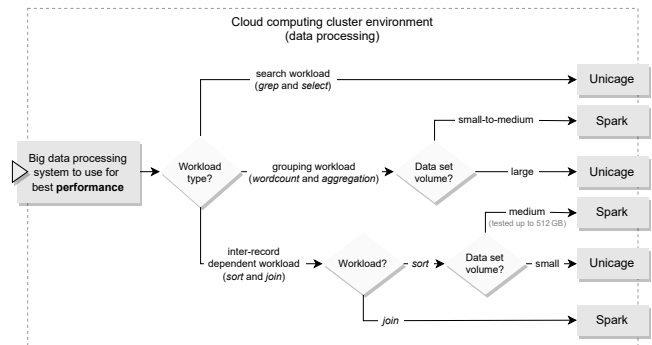 Cloud computing cluster environment
(data processing)
search workload
(grep and select)
Unicage
small-to-medium
Spark
Big data processing
system to use for
best performance
Workload
type?
grouping workload
(wordcount and aggregation)
Data set
volume?
large
Unicage
medium
(tested up to 512 GB)
Spark
inter-record
dependent workload
(sort and join)
Workload?
sort
Data set
volume?
small
Unicage
join
Spark